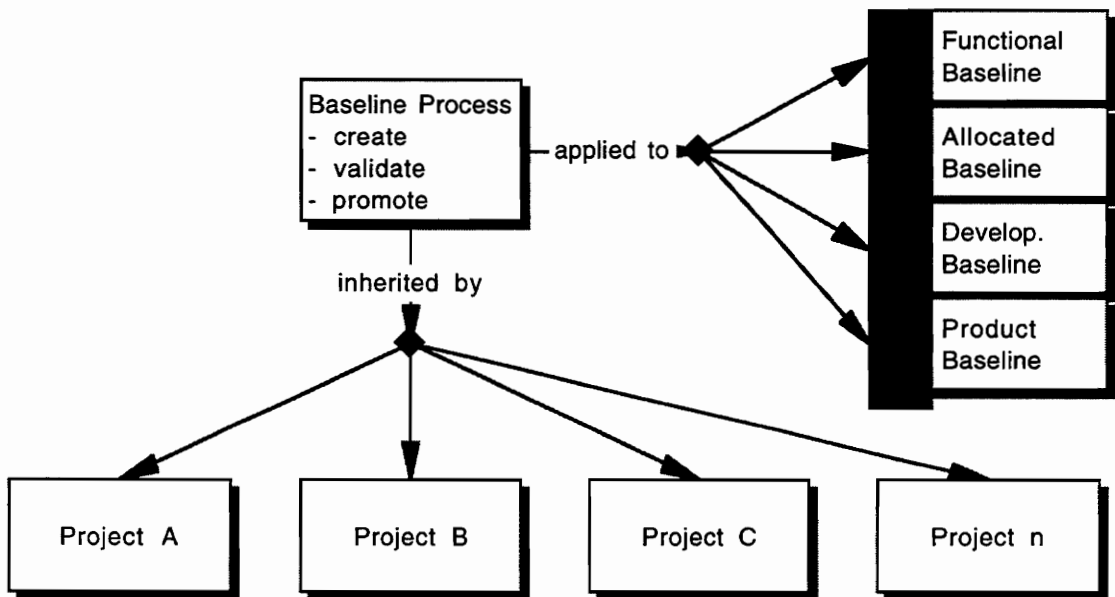 Functional
Baseline
Baseline Process
- create
- validate
- promote
applied to
Allocated
Baseline
Develop.
Baseline
Product
Baseline
inherited by
Project A
Project B
Project C
Project n